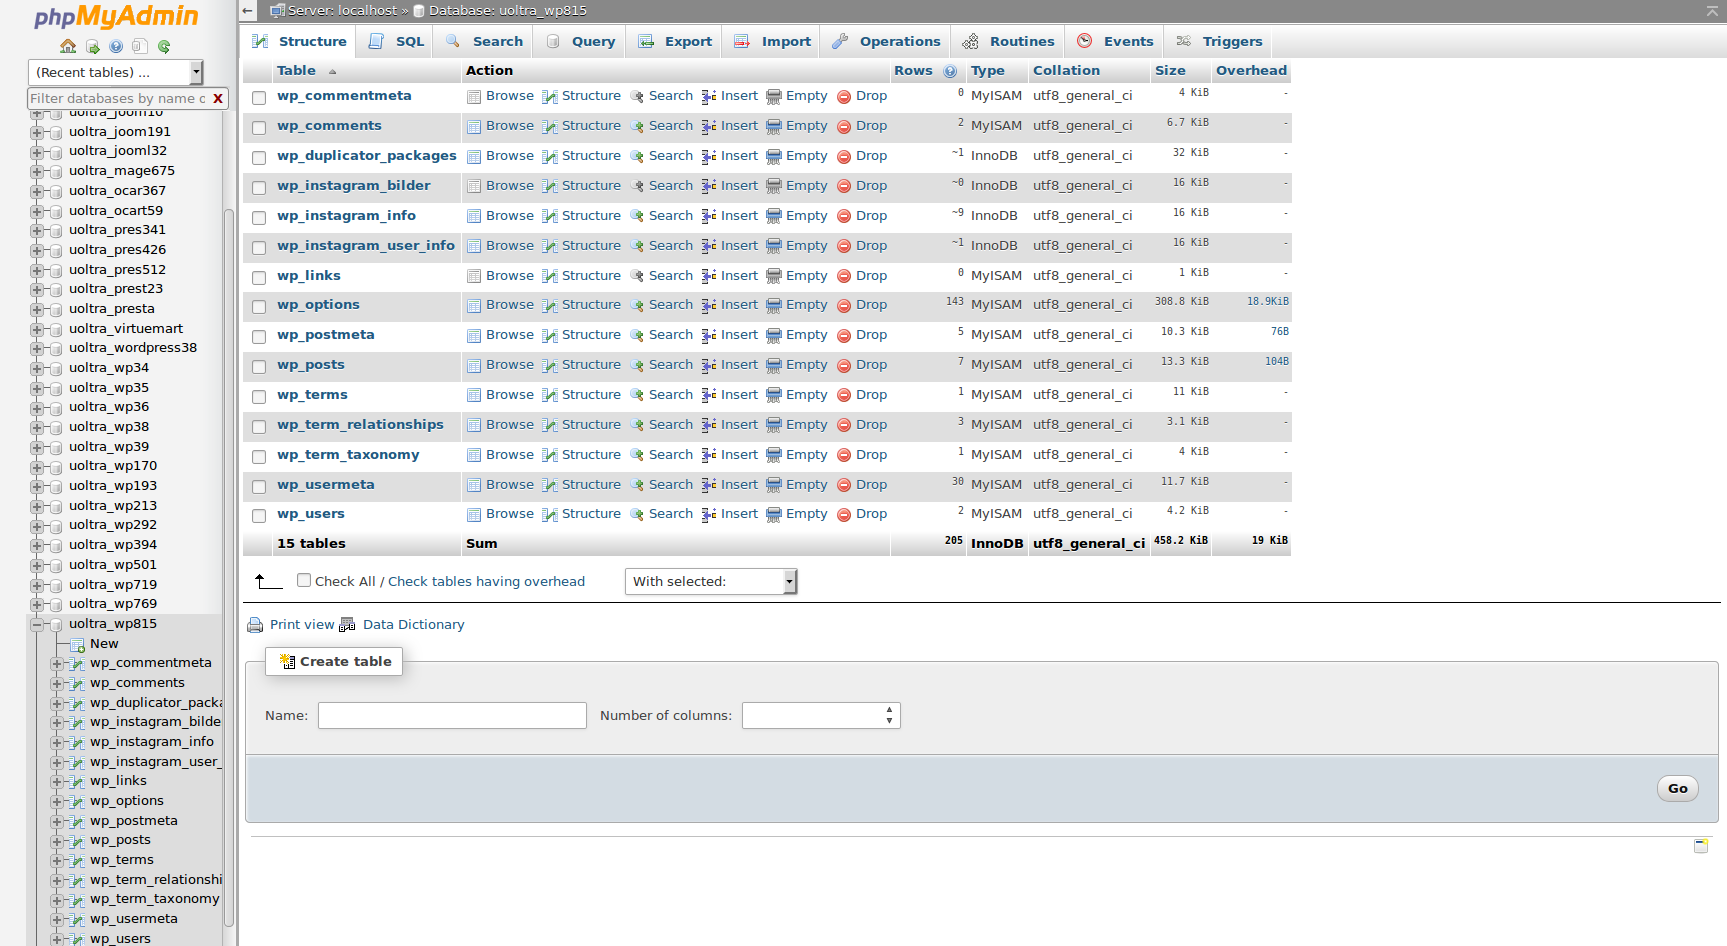 phpMyAdmin
(Recent tables) ...
Filter databases by name o X
uoltra_joom10
uoltra_joom191
uoltra_jooml32
uoltra_mage675
uoltra_ocar367
uoltra_ocart59
uoltra_pres341
uoltra_pres426
uoltra_pres512
uoltra_prest23
uoltra_presta
uoltra_virtuemart
uoltra_wordpress38
uoltra_wp34
uoltra_wp35
uoltra_wp36
uoltra_wp38
uoltra_wp39
uoltra_wp170
uoltra_wp193
uoltra_wp213
uoltra_wp292
uoltra_wp394
uoltra_wp501
uoltra_wp719
uoltra_wp769
uoltra_wp815
New
wp_commentmeta
wp_comments
wp_duplicator_packa
wp_instagram_bilde
wp_instagram_info
wp_instagram_user_
wp_links
wp_options
wp_postmeta
wp_posts
wp_terms
wp_term_relationshi
wp_term_taxonomy
wp_usermeta
wp_users
← Server: localhost » Database: uoltra_wp815
Structure SQL Search Query Export Import Operations Routines Events Triggers
Table Action Rows Type Collation Size Overhead
wp_commentmeta Browse Structure Search Insert Empty Drop 0 MyISAM utf8_general_ci 4 KiB -
wp_comments Browse Structure Search Insert Empty Drop 2 MyISAM utf8_general_ci 6.7 KiB -
wp_duplicator_packages Browse Structure Search Insert Empty Drop ~1 InnoDB utf8_general_ci 32 KiB -
wp_instagram_bilder Browse Structure Search Insert Empty Drop ~0 InnoDB utf8_general_ci 16 KiB -
wp_instagram_info Browse Structure Search Insert Empty Drop ~9 InnoDB utf8_general_ci 16 KiB -
wp_instagram_user_info Browse Structure Search Insert Empty Drop ~1 InnoDB utf8_general_ci 16 KiB -
wp_links Browse Structure Search Insert Empty Drop 0 MyISAM utf8_general_ci 1 KiB -
wp_options Browse Structure Search Insert Empty Drop 143 MyISAM utf8_general_ci 308.8 KiB 18.9KiB
wp_postmeta Browse Structure Search Insert Empty Drop 5 MyISAM utf8_general_ci 10.3 KiB 76B
wp_posts Browse Structure Search Insert Empty Drop 7 MyISAM utf8_general_ci 13.3 KiB 104B
wp_terms Browse Structure Search Insert Empty Drop 1 MyISAM utf8_general_ci 11 KiB -
wp_term_relationships Browse Structure Search Insert Empty Drop 3 MyISAM utf8_general_ci 3.1 KiB -
wp_term_taxonomy Browse Structure Search Insert Empty Drop 1 MyISAM utf8_general_ci 4 KiB -
wp_usermeta Browse Structure Search Insert Empty Drop 30 MyISAM utf8_general_ci 11.7 KiB -
wp_users Browse Structure Search Insert Empty Drop 2 MyISAM utf8_general_ci 4.2 KiB -
15 tables Sum 205 InnoDB utf8_general_ci 458.2 KiB 19 KiB
Check All / Check tables having overhead With selected:
Print view Data Dictionary
Create table
Name: Number of columns:
Go